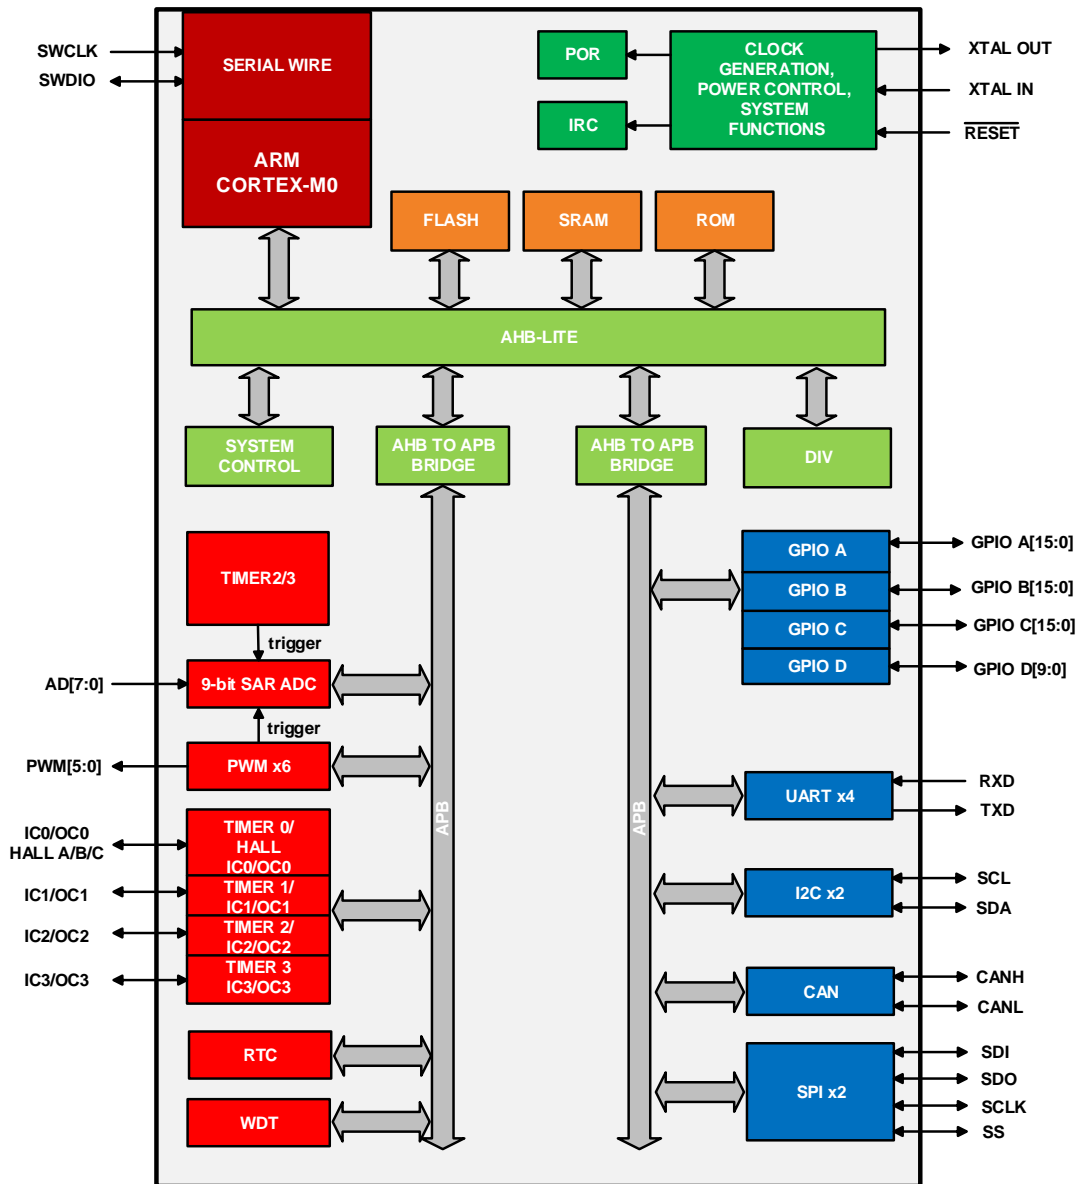 SWCLK
SWDIO
SERIAL WIRE
ARM
CORTEX-M0
POR
IRC
CLOCK
GENERATION,
POWER CONTROL,
SYSTEM
FUNCTIONS
XTAL OUT
XTAL IN
RESET
FLASH
SRAM
ROM
AHB-LITE
SYSTEM
CONTROL
AHB TO APB
BRIDGE
AHB TO APB
BRIDGE
DIV
TIMER2/3
trigger
AD[7:0]
9-bit SAR ADC
trigger
PWM[5:0]
PWM x6
IC0/OC0
HALL A/B/C
TIMER 0/
HALL
IC0/OC0
IC1/OC1
TIMER 1/
IC1/OC1
IC2/OC2
TIMER 2/
IC2/OC2
IC3/OC3
TIMER 3
IC3/OC3
RTC
WDT
APB
APB
GPIO A
GPIO A[15:0]
GPIO B
GPIO B[15:0]
GPIO C
GPIO C[15:0]
GPIO D
GPIO D[9:0]
UART x4
RXD
TXD
I2C x2
SCL
SDA
CAN
CANH
CANL
SPI x2
SDI
SDO
SCLK
SS